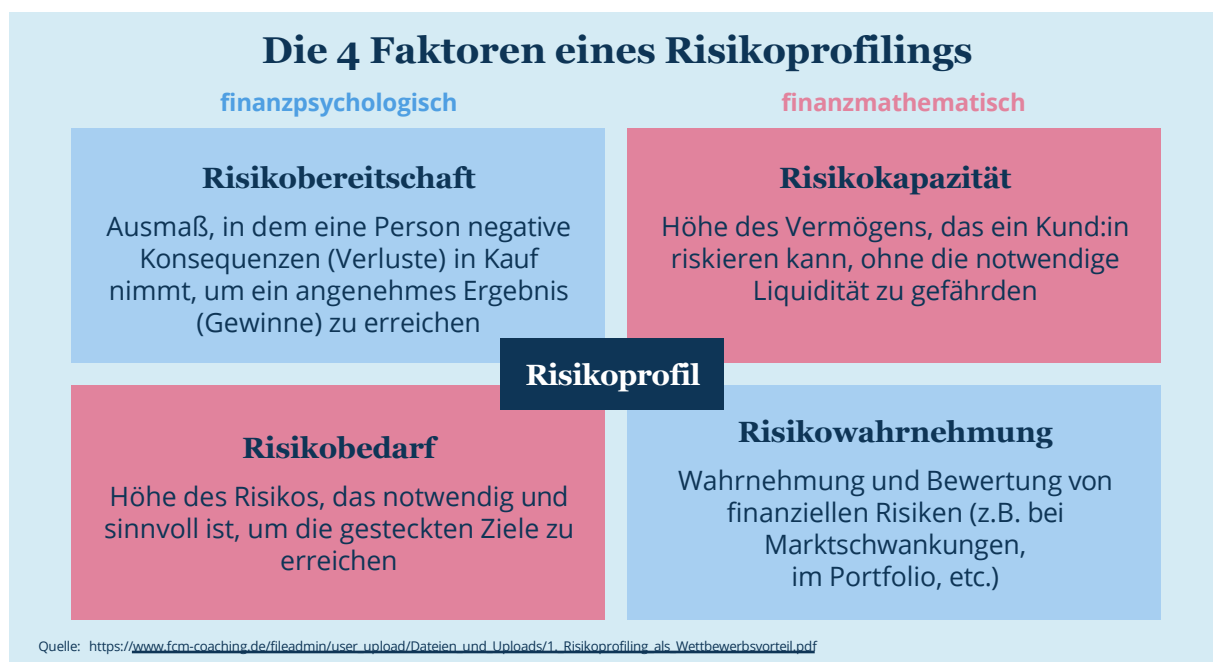 Die 4 Faktoren eines Risikoprofilings
finanzpsychologisch
finanzmathematisch
Risikobereitschaft
Ausmaß, in dem eine Person negative
Konsequenzen (Verluste) in Kauf
nimmt, um ein angenehmes Ergebnis
(Gewinne) zu erreichen
Risikokapazität
Höhe des Vermögens, das ein Kund:in
riskieren kann, ohne die notwendige
Liquidität zu gefährden
Risikoprofil
Risikobedarf
Höhe des Risikos, das notwendig und
sinnvoll ist, um die gesteckten Ziele zu
erreichen
Risikowahrnehmung
Wahrnehmung und Bewertung von
finanziellen Risiken (z.B. bei
Marktschwankungen,
im Portfolio, etc.)
Quelle: https://www.fcm-coaching.de/fileadmin/user_upload/Dateien_und_Uploads/1._Risikoprofiling_als_Wettbewerbsvorteil.pdf